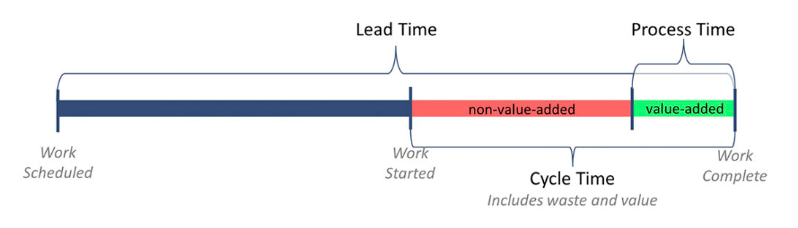 Lead Time
Process Time
non-value-added
value-added
Work
Scheduled
Work
Started
Work
Complete
Cycle Time
Includes waste and value